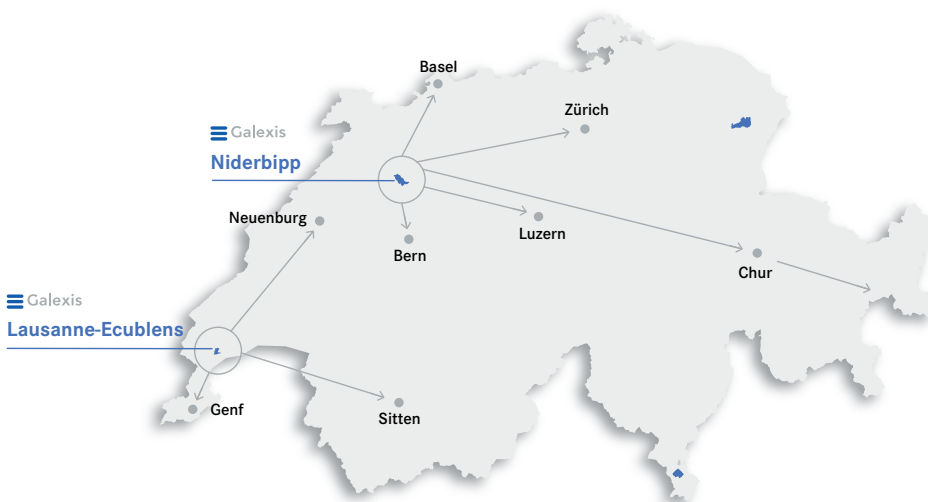 Basel
Zürich
Galexis
Niderbipp
Neuenburg
Luzern
Bern
Chur
Galexis
Lausanne-Ecublens
Genf
Sitten